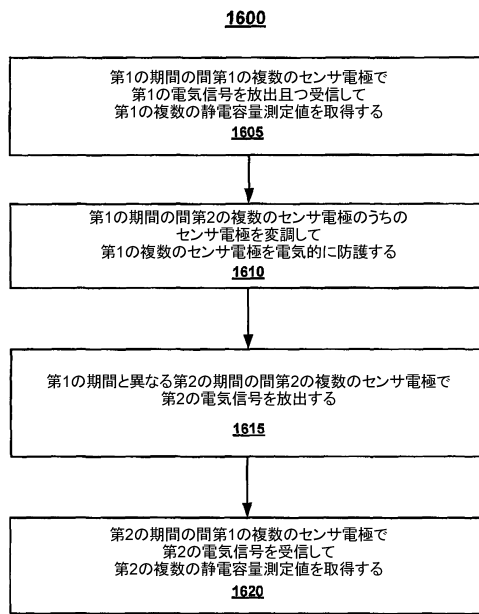 1600
第1の期間の間第1の複数のセンサ電極で
第1の電気信号を放出且つ受信して
第1の複数の静電容量測定値を取得する
1605
第1の期間の間第2の複数のセンサ電極のうちの
センサ電極を変調して
第1の複数のセンサ電極を電気的に防護する
1610
第1の期間と異なる第2の期間の間第2の複数のセンサ電極で
第2の電気信号を放出する
1615
第2の期間の間第1の複数のセンサ電極で
第2の電気信号を受信して
第2の複数の静電容量測定値を取得する
1620